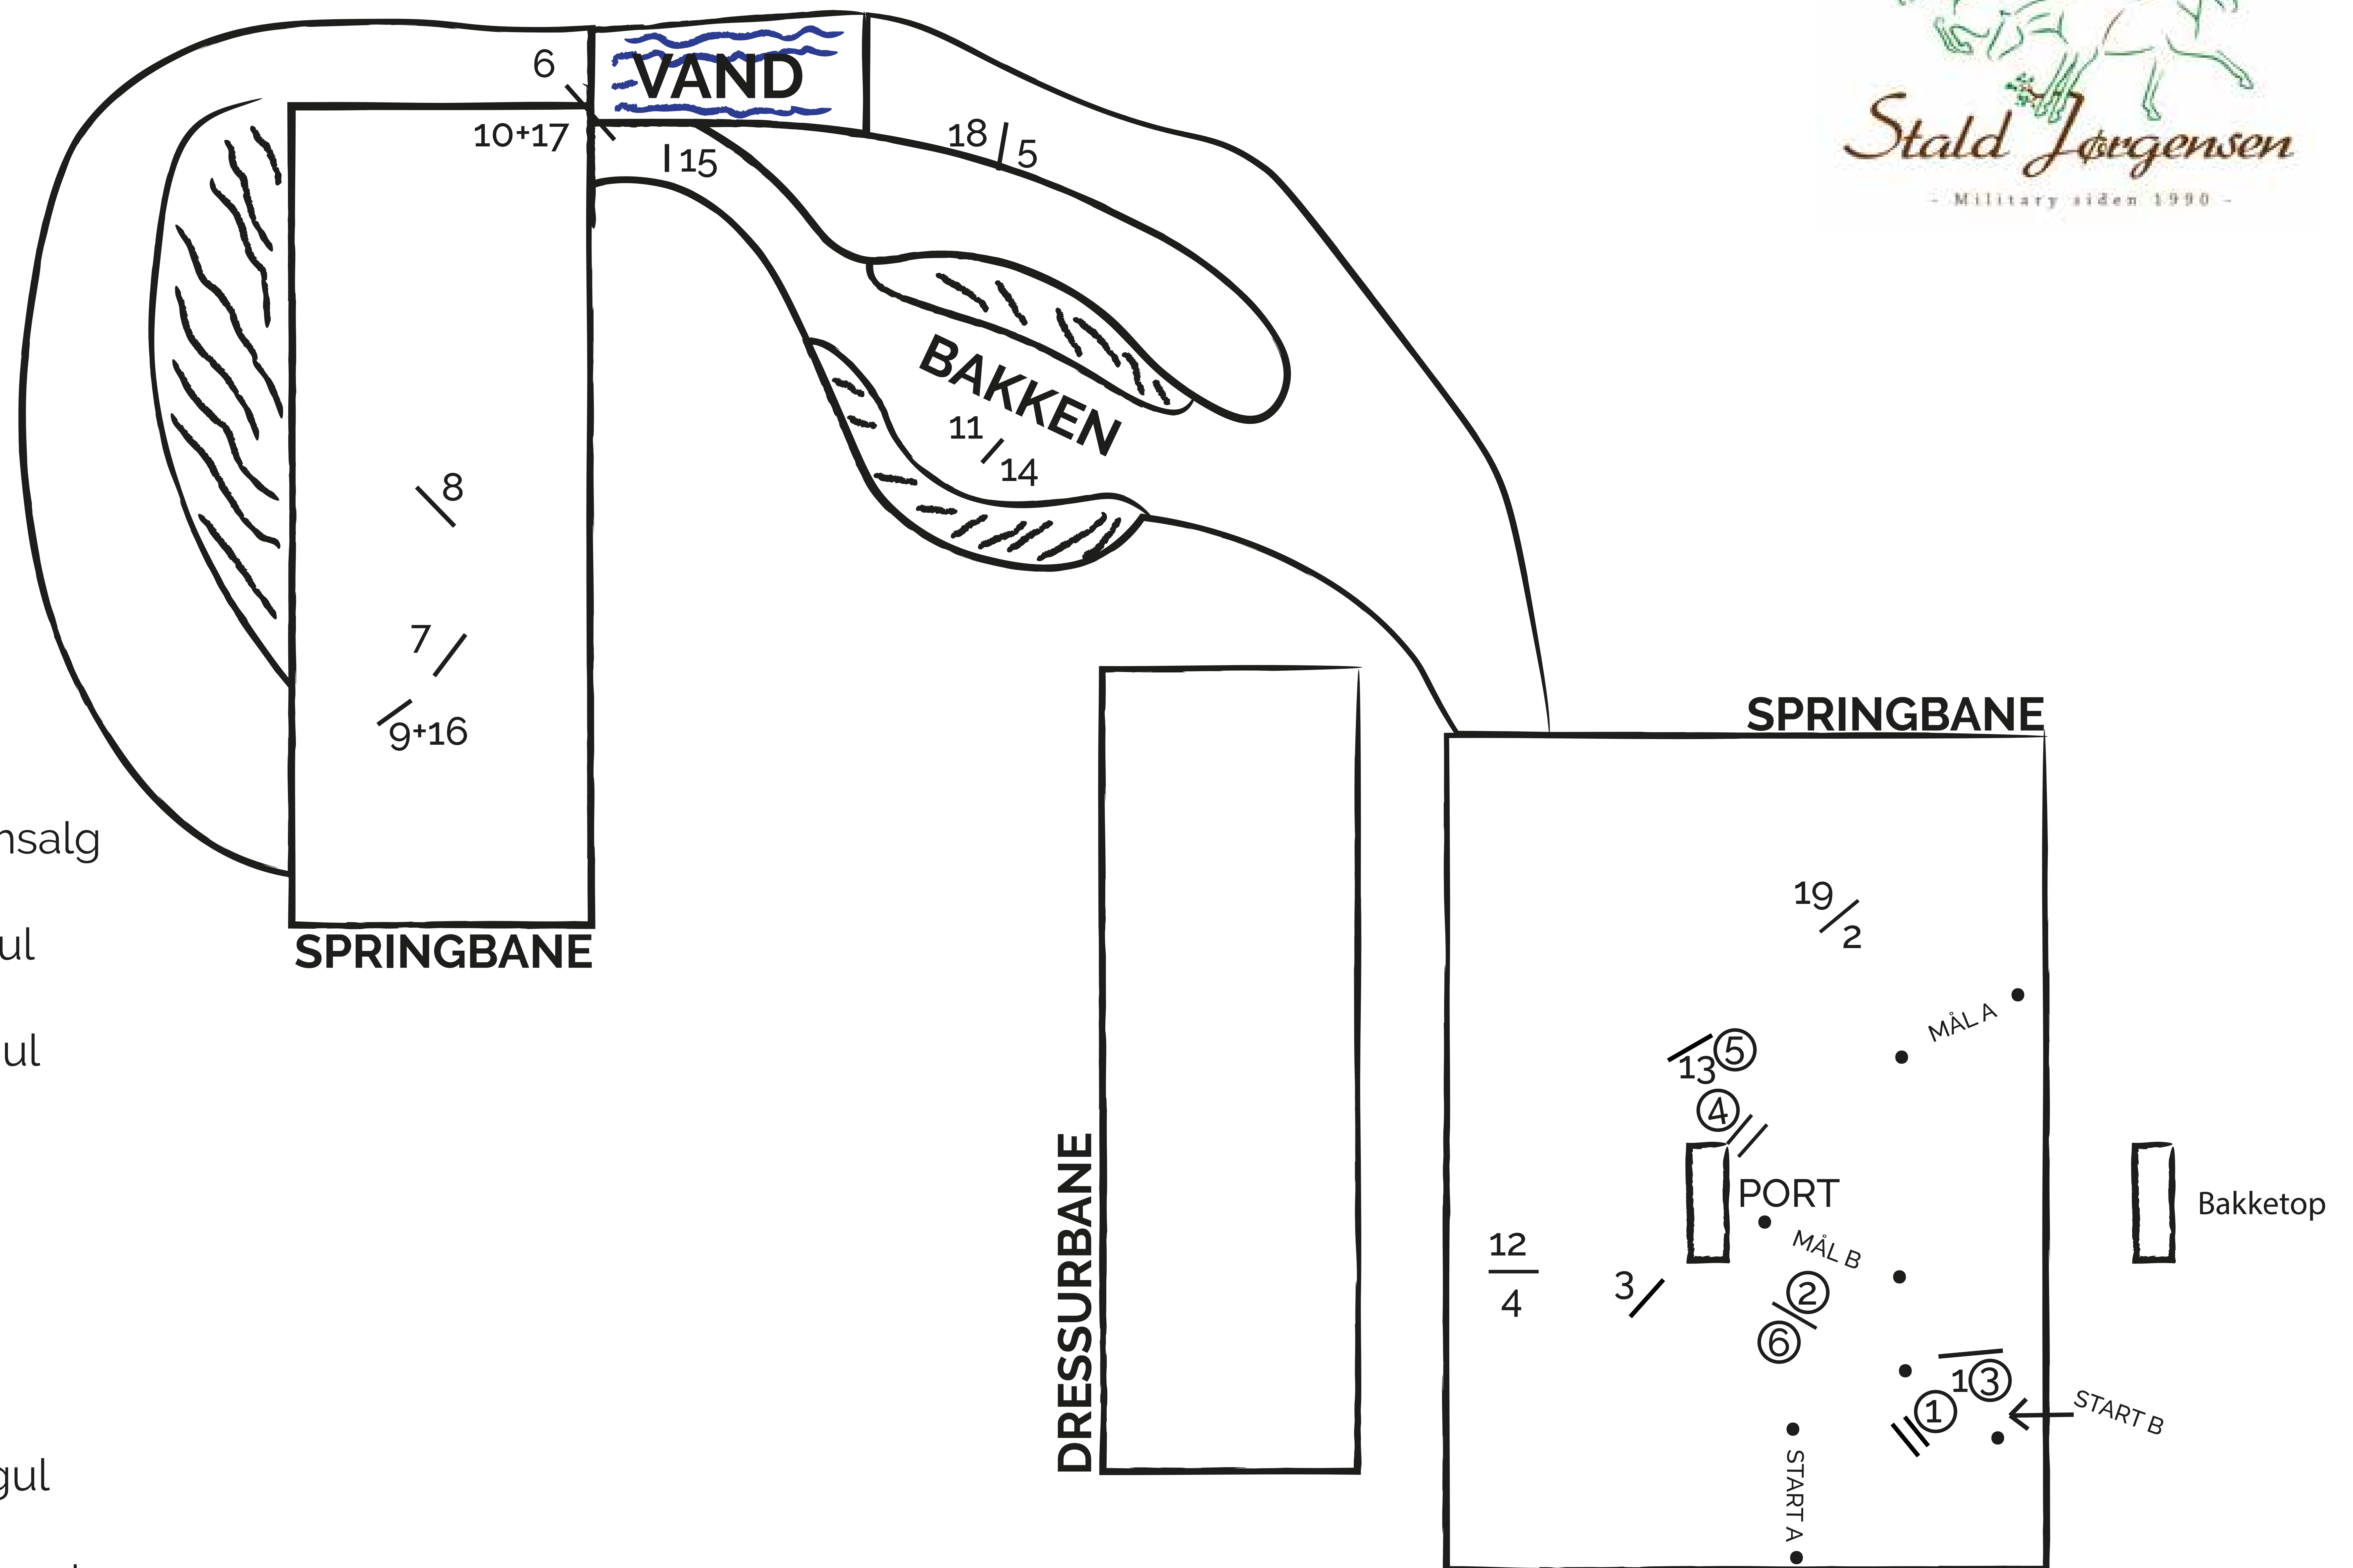 6
VAND
10+17
15
18
5
Stald Jørgensen
- Military siden 1990 -
BAKKEN
11
14
8
7
9+16
SPRINGBANE
SPRINGBANE
nsalg
ul
ul
gul
DRESSURBANE
19
2
MÅL A
13 5
4
PORT
MÅL B
Bakketop
12
4
3
2
6
1 3
1
START B
START A